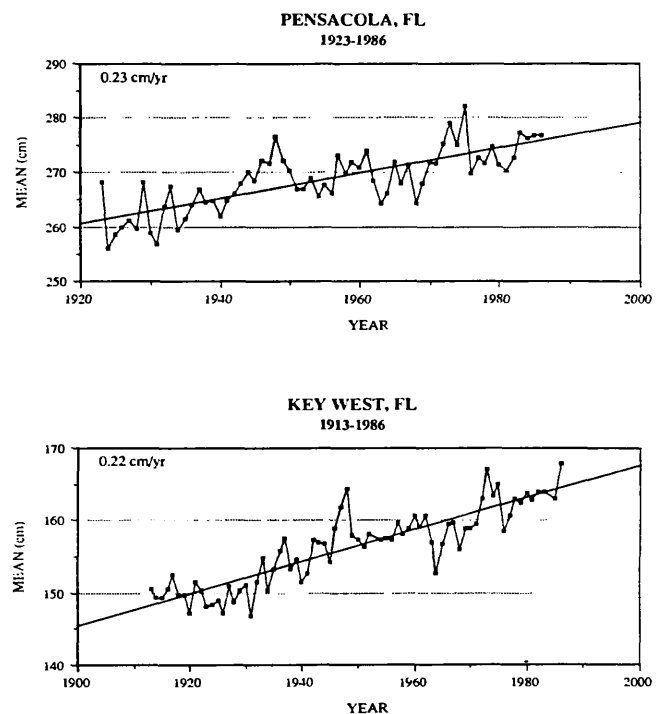 PENSACOLA, FL
1923-1986
0.23 cm/yr
290
280
270
260
250
MEAN (cm)
1920 1940 1960 1980 2000
YEAR
KEY WEST, FL
1913-1986
0.22 cm/yr
170
160
150
140
MEAN (cm)
1900 1920 1940 1960 1980 2000
YEAR